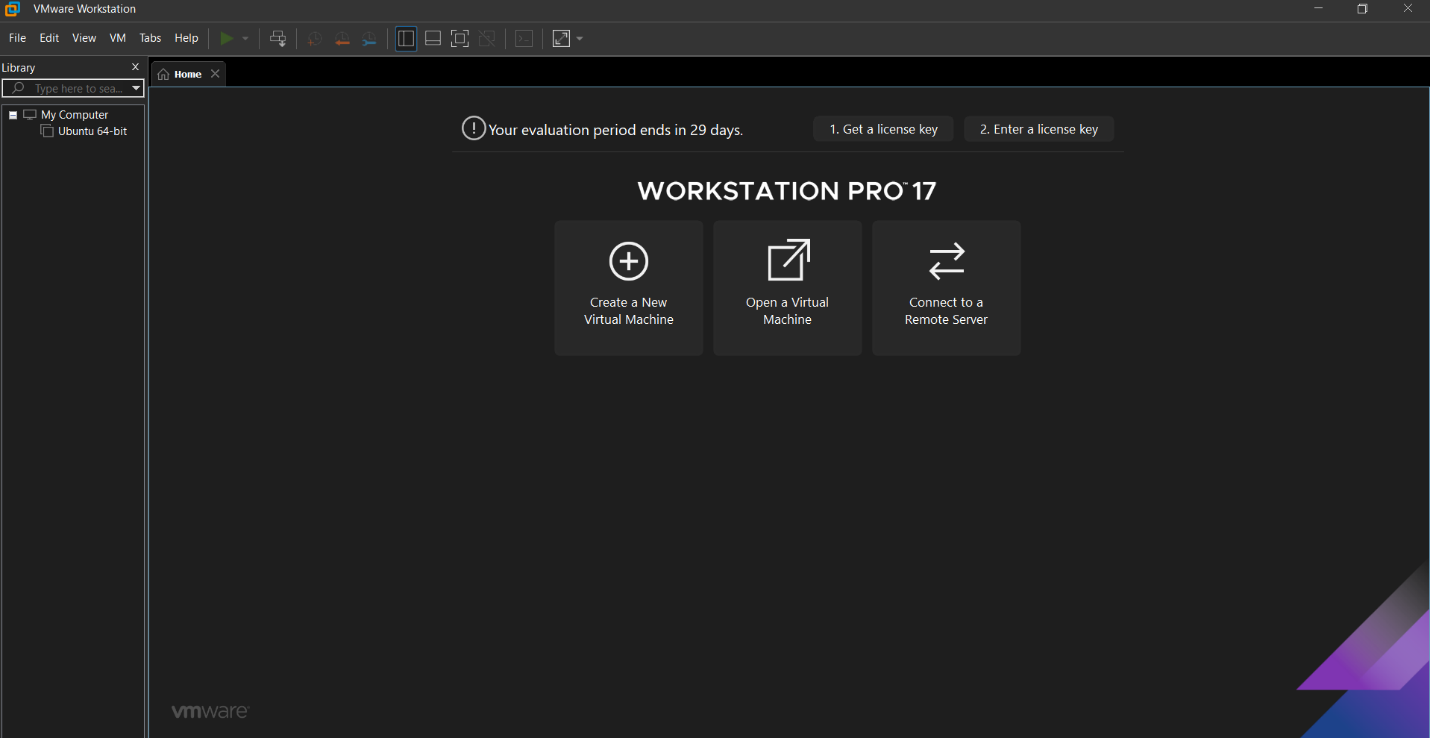 VMware Workstation
File Edit View VM Tabs Help
Library
Type here to sea...
My Computer
Ubuntu 64-bit
Home
Your evaluation period ends in 29 days.
1. Get a license key
2. Enter a license key
WORKSTATION PRO™ 17
Create a New
Virtual Machine
Open a Virtual
Machine
Connect to a
Remote Server
vmware®